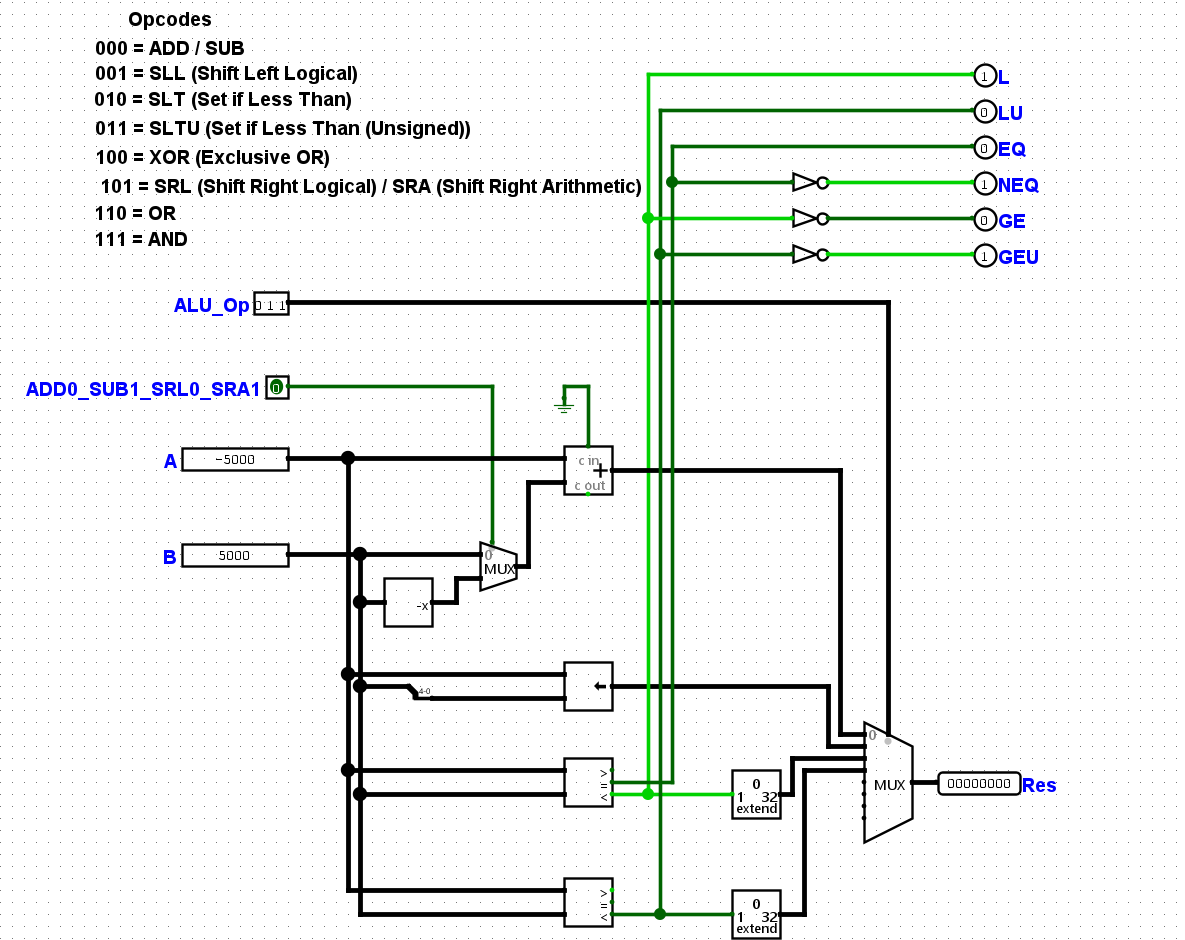 Opcodes
000 = ADD / SUB
001 = SLL (Shift Left Logical)
010 = SLT (Set if Less Than)
011 = SLTU (Set if Less Than (Unsigned))
100 = XOR (Exclusive OR)
101 = SRL (Shift Right Logical) / SRA (Shift Right Arithmetic)
110 = OR
111 = AND
1 L
0 LU
0 EQ
1 NEQ
0 GE
1 GEU
ALU_Op 0 1 1
ADD0_SUB1_SRL0_SRA1 0
A -5000
c in
+
c out
B 5000
0
MUX
-x
4-0
0
MUX
00000000 Res
>
=
<
0
1 32
extend
>
=
<
0
1 32
extend